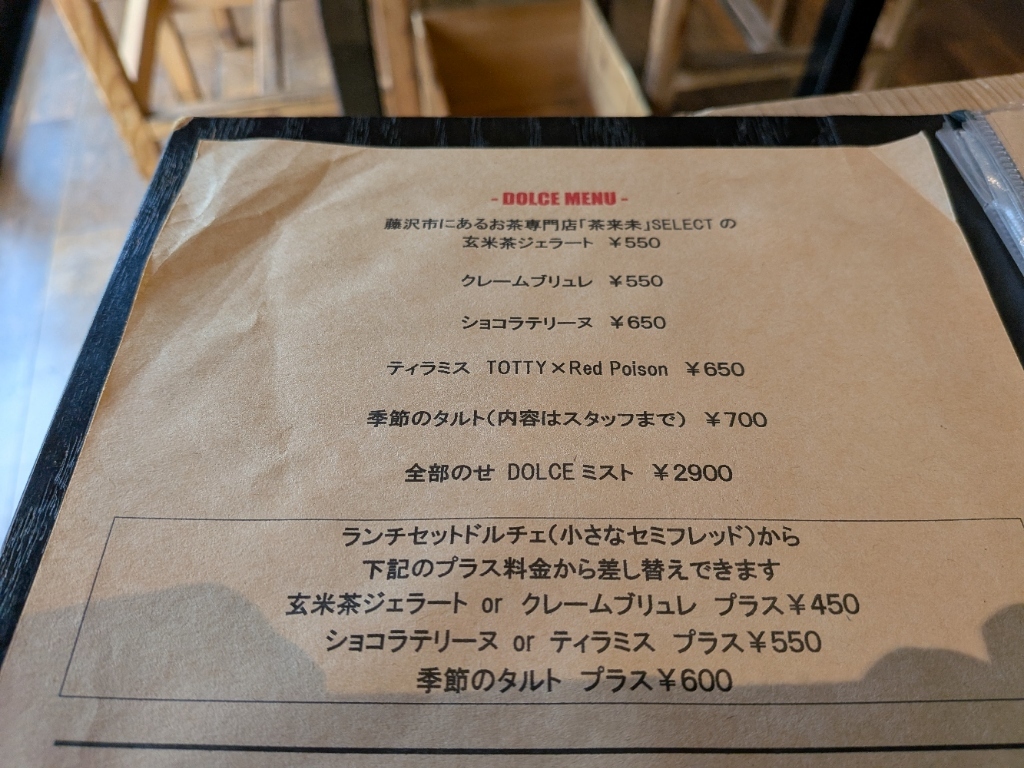 - DOLCE MENU -
藤沢市にあるお茶専門店「茶来未」SELECT の
玄米茶ジェラート ￥550
クレームブリュレ ￥550
ショコラテリーヌ ￥650
ティラミス TOTTY×Red Poison ￥650
季節のタルト(内容はスタッフまで) ￥700
全部のせ DOLCE ミスト ￥2900
ランチセットドルチェ(小さなセミフレッド)から
下記のプラス料金から差し替えできます
玄米茶ジェラート or クレームブリュレ プラス￥450
ショコラテリーヌ or ティラミス プラス￥550
季節のタルト プラス￥600